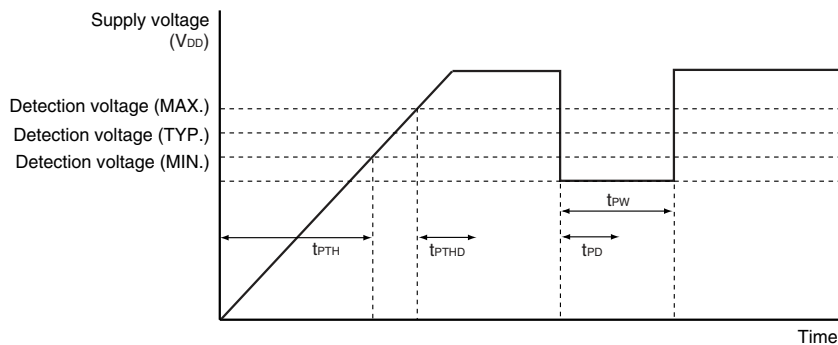 Supply voltage
(VDD)
Detection voltage (MAX.)
Detection voltage (TYP.)
Detection voltage (MIN.)
tPW
tPTH
tPTHD
tPD
Time